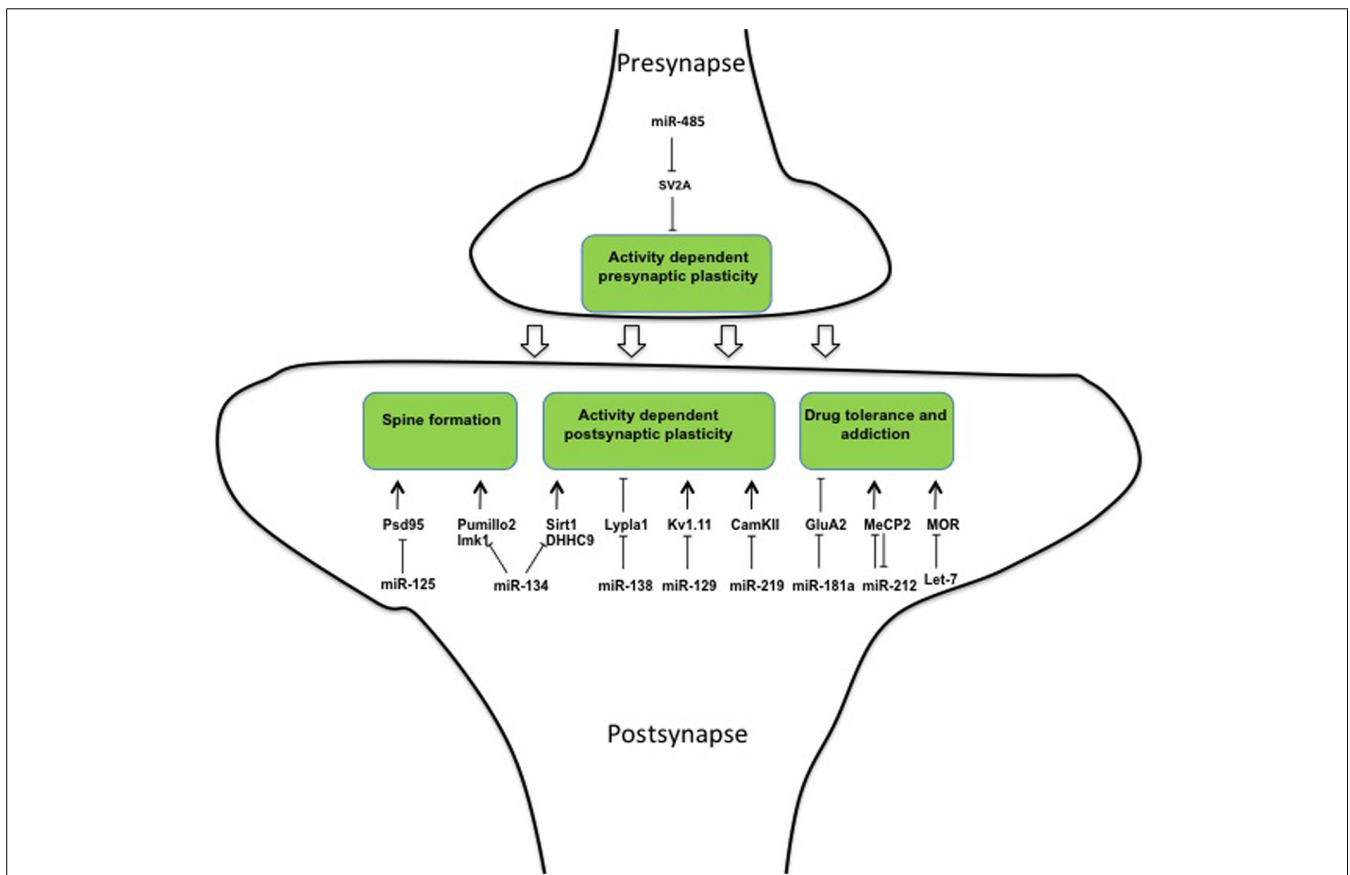 Presynapse
miR-485
SV2A
Activity dependent
presynaptic plasticity
Spine formation
Activity dependent
postsynaptic plasticity
Drug tolerance and
addiction
Psd95
Pumillo2
lmk1
Sirt1
DHHC9
Lypla1
Kv1.11
CamKII
GluA2
MeCP2
MOR
miR-125
miR-134
miR-138
miR-129
miR-219
miR-181a
miR-212
Let-7
Postsynapse